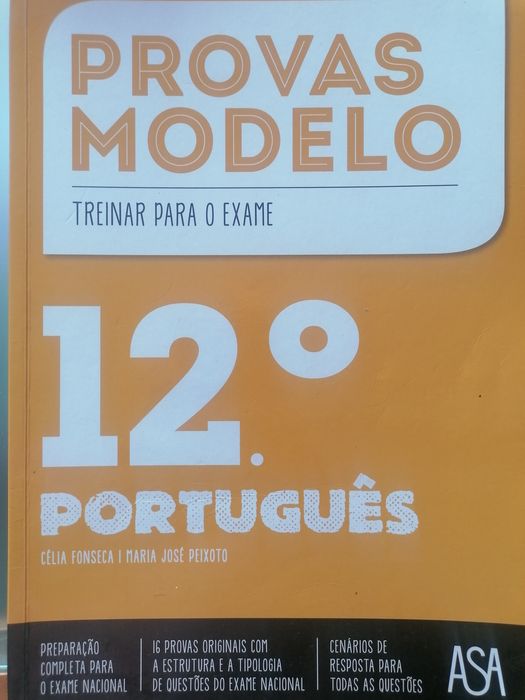 PROVAS
MODELO
TREINAR PARA O EXAME
12.º
PORTUGUÊS
CÉLIA FONSECA | MARIA JOSÉ PEIXOTO
PREPARAÇÃO
COMPLETA PARA
O EXAME NACIONAL
16 PROVAS ORIGINAIS COM
A ESTRUTURA E A TIPOLOGIA
DE QUESTÕES DO EXAME NACIONAL
CENÁRIOS DE
RESPOSTA PARA
TODAS AS QUESTÕES
ASA